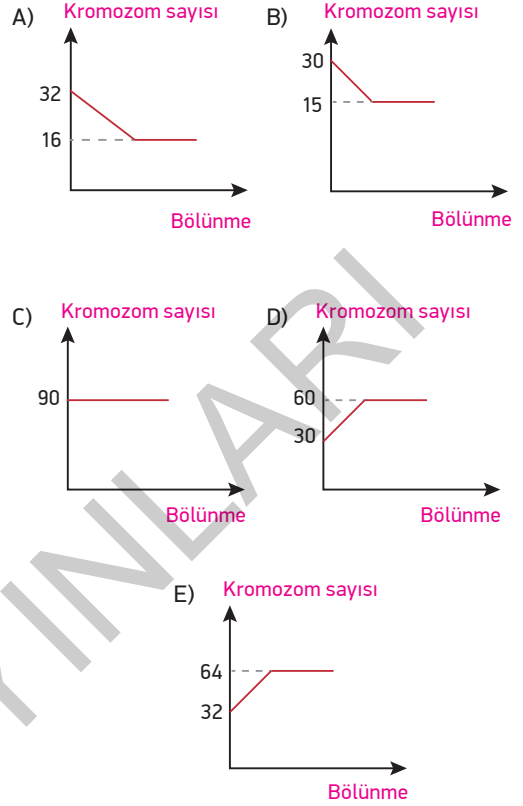 A) Kromozom sayısı
32
16
Bölünme
B) Kromozom sayısı
30
15
Bölünme
C) Kromozom sayısı
90
Bölünme
D) Kromozom sayısı
60
30
Bölünme
E) Kromozom sayısı
64
32
Bölünme
YINLARI